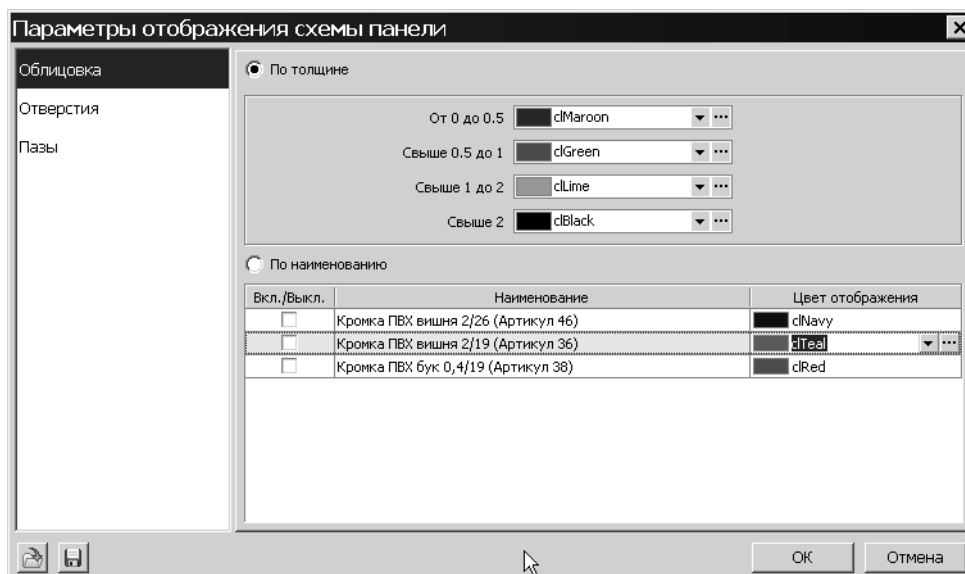 Параметры отображения схемы панели
Облицовка
Отверстия
Пазы
По толщине
От 0 до 0.5 clMaroon
Свыше 0.5 до 1 clGreen
Свыше 1 до 2 clLime
Свыше 2 clBlack
По наименованию
Вкл./Выкл. Наименование Цвет отображения
Кромка ПВХ вишня 2/26 (Артикул 46) clNavy
Кромка ПВХ вишня 2/19 (Артикул 36) clTeal
Кромка ПВХ бук 0,4/19 (Артикул 38) clRed
ОК Отмена